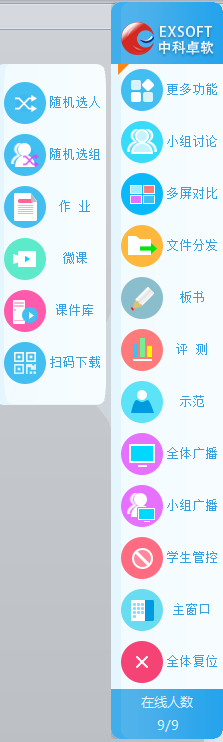 随机选人
随机选组
作 业
微课
课件库
扫码下载
EXSOFT
中科卓软
更多功能
小组讨论
多屏对比
文件分发
板书
评 测
示范
全体广播
小组广播
学生管控
主窗口
全体复位
在线人数
9/9